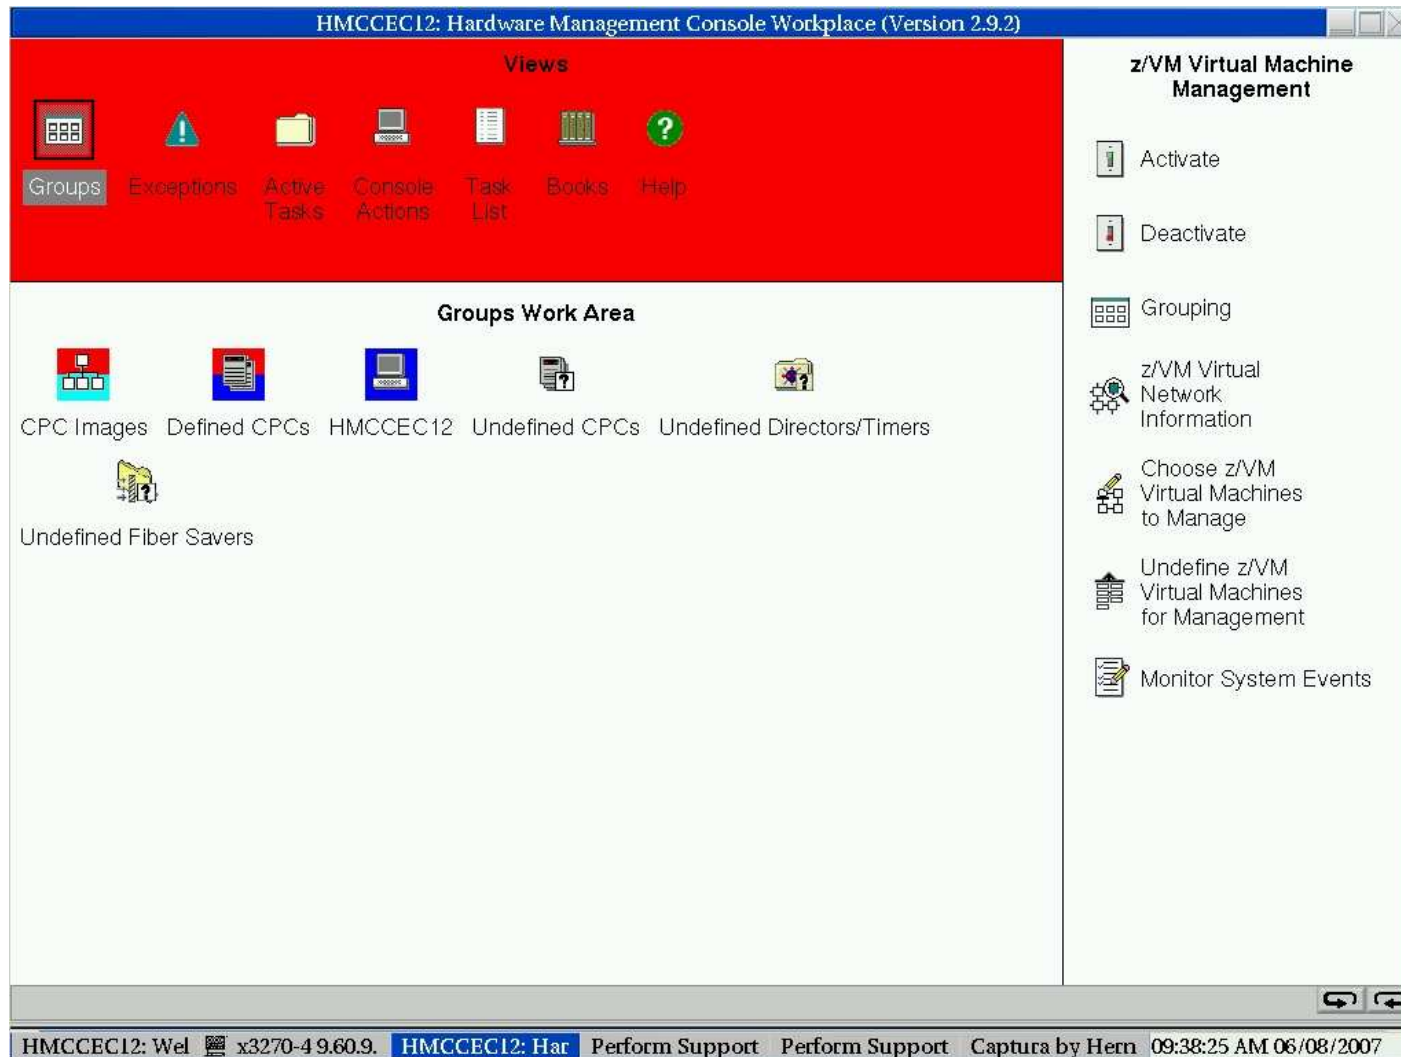 HMCCEC12: Hardware Management Console Workplace (Version 2.9.2)
Views
Groups
Exceptions
Active
Tasks
Console
Actions
Task
List
Books
Help
Groups Work Area
CPC Images
Defined CPCs
HMCCEC12
Undefined CPCs
Undefined Directors/Timers
Undefined Fiber Savers
z/VM Virtual Machine
Management
Activate
Deactivate
Grouping
z/VM Virtual
Network
Information
Choose z/VM
Virtual Machines
to Manage
Undefine z/VM
Virtual Machines
for Management
Monitor System Events
HMCCEC12: Wel
x3270-4 9.60.9.
HMCCEC12: Har
Perform Support
Perform Support
Captura by Hern
09:38:25 AM 06/08/2007